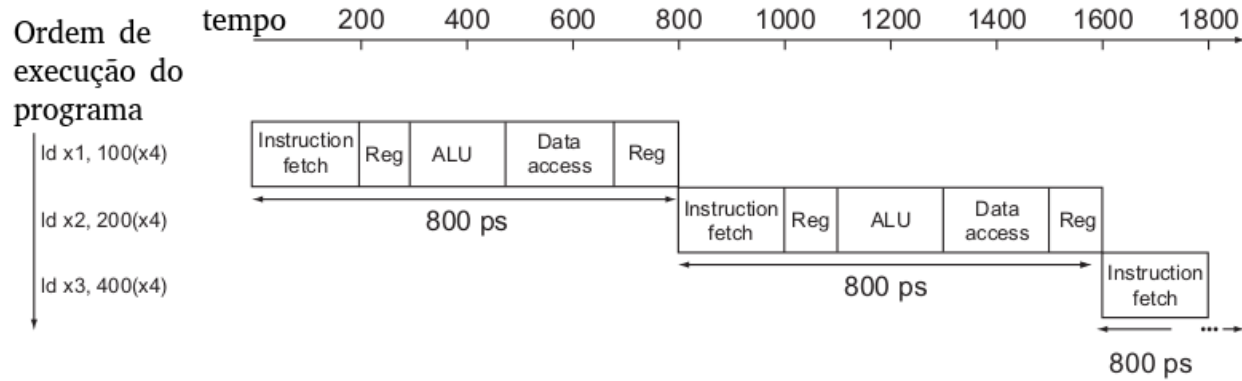 Ordem de
execução do
programa
tempo 200 400 600 800 1000 1200 1400 1600 1800
ld x1, 100(x4)
Instruction
fetch
Reg
ALU
Data
access
Reg
800 ps
ld x2, 200(x4)
Instruction
fetch
Reg
ALU
Data
access
Reg
800 ps
ld x3, 400(x4)
Instruction
fetch
...
800 ps